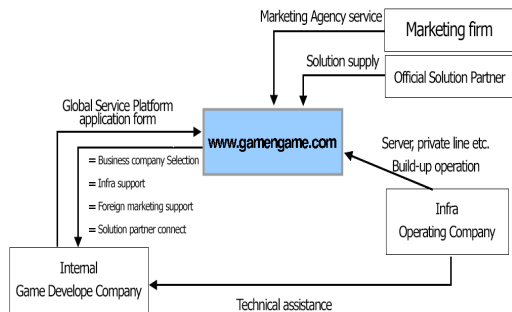 Marketing Agency service
Marketing firm
Solution supply
Official Solution Partner
Global Service Platform
application form
www.gamengame.com
Server, private line etc.
Build-up operation
= Business company Selection
= Infra support
= Foreign marketing support
= Solution partner connect
Infra
Operating Company
Internal
Game Develope Company
Technical assistance